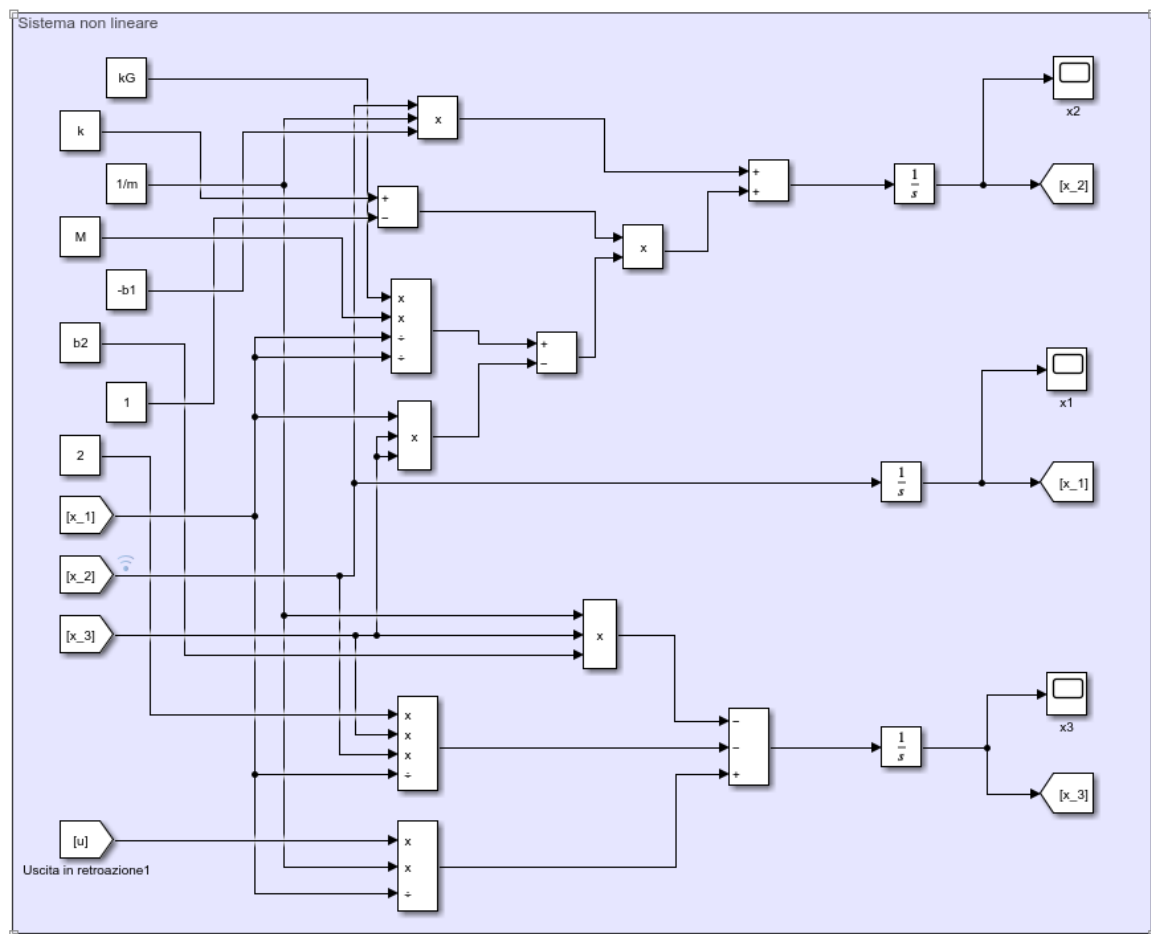 Sistema non lineare
kG
k
1/m
M
-b1
b2
1
2
[x_1]
[x_2]
[x_3]
[u]
Uscita in retroazione1
x
+
−
x
x
÷
÷
x
+
−
x
+
+
1
s
x2
[x_2]
1
s
x1
[x_1]
x
x
x
x
÷
x
x
÷
−
−
+
1
s
x3
[x_3]